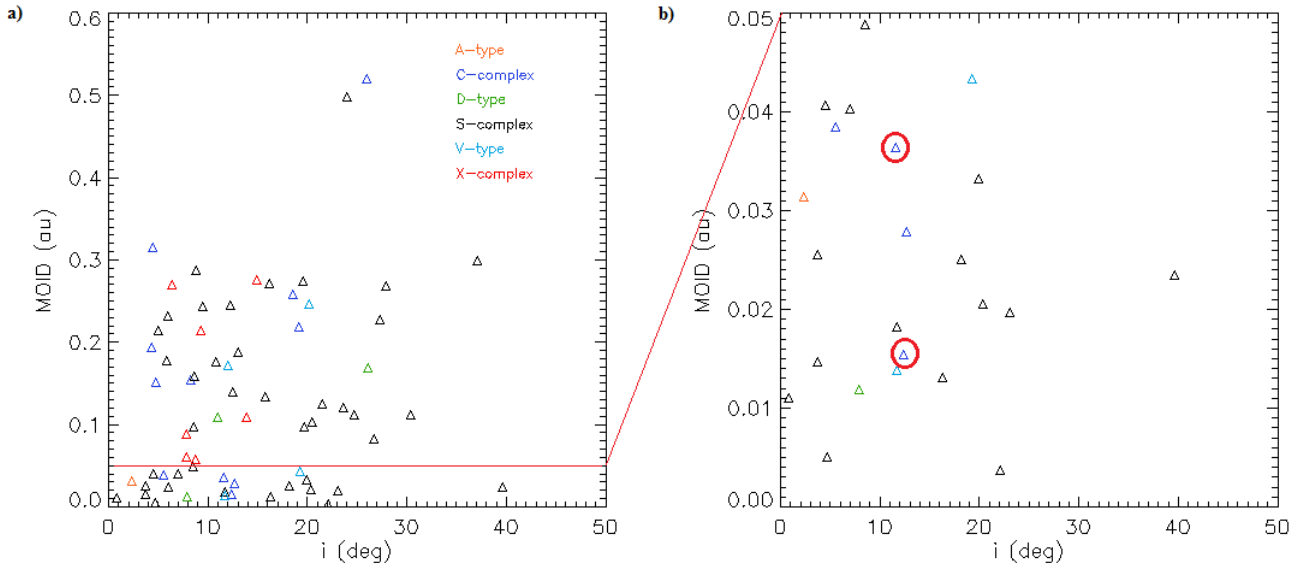 a)
0.6
0.5
0.4
0.3
0.2
0.1
0.0
MOID (au)
0
10
20
30
40
50
i (deg)
A-type
C-complex
D-type
S-complex
V-type
X-complex
b)
0.05
0.04
0.03
0.02
0.01
0.00
MOID (au)
0
10
20
30
40
50
i (deg)